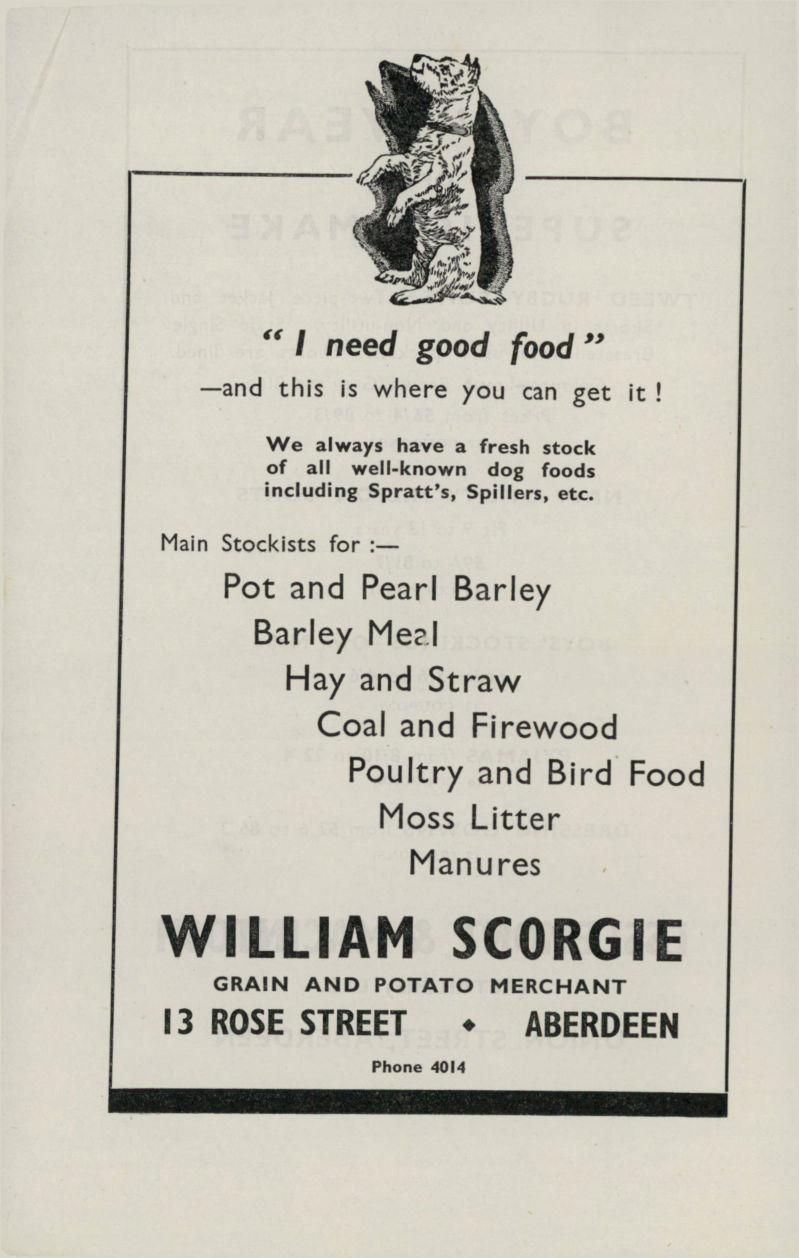 “ I need good food ”
—and this is where you can get it !
We always have a fresh stock
of all well-known dog foods
including Spratt's, Spillers, etc.
Main Stockists for :—
Pot and Pearl Barley
Barley Meal
Hay and Straw
Coal and Firewood
Poultry and Bird Food
Moss Litter
Manures
WILLIAM SCORGIE
GRAIN AND POTATO MERCHANT
13 ROSE STREET ♦ ABERDEEN
Phone 4014